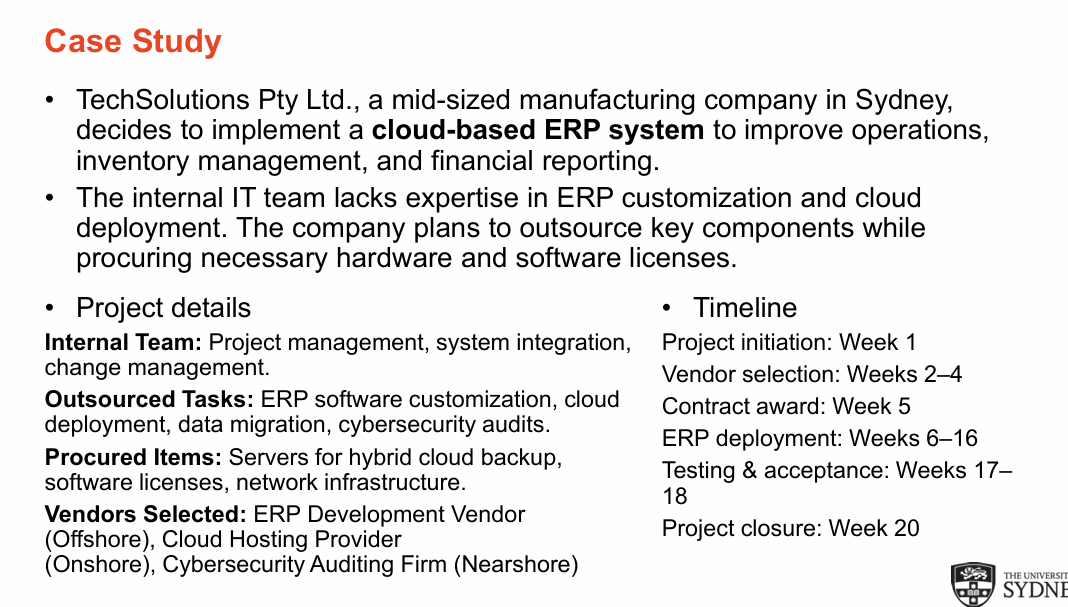 Case Study
• TechSolutions Pty Ltd., a mid-sized manufacturing company in Sydney,
decides to implement a cloud-based ERP system to improve operations,
inventory management, and financial reporting.
• The internal IT team lacks expertise in ERP customization and cloud
deployment. The company plans to outsource key components while
procuring necessary hardware and software licenses.
• Project details
Internal Team: Project management, system integration,
change management.
Outsourced Tasks: ERP software customization, cloud
deployment, data migration, cybersecurity audits.
Procured Items: Servers for hybrid cloud backup,
software licenses, network infrastructure.
Vendors Selected: ERP Development Vendor
(Offshore), Cloud Hosting Provider
(Onshore), Cybersecurity Auditing Firm (Nearshore)
• Timeline
Project initiation: Week 1
Vendor selection: Weeks 2–4
Contract award: Week 5
ERP deployment: Weeks 6–16
Testing & acceptance: Weeks 17–
18
Project closure: Week 20
THE UNIVERSIT
SYDNE